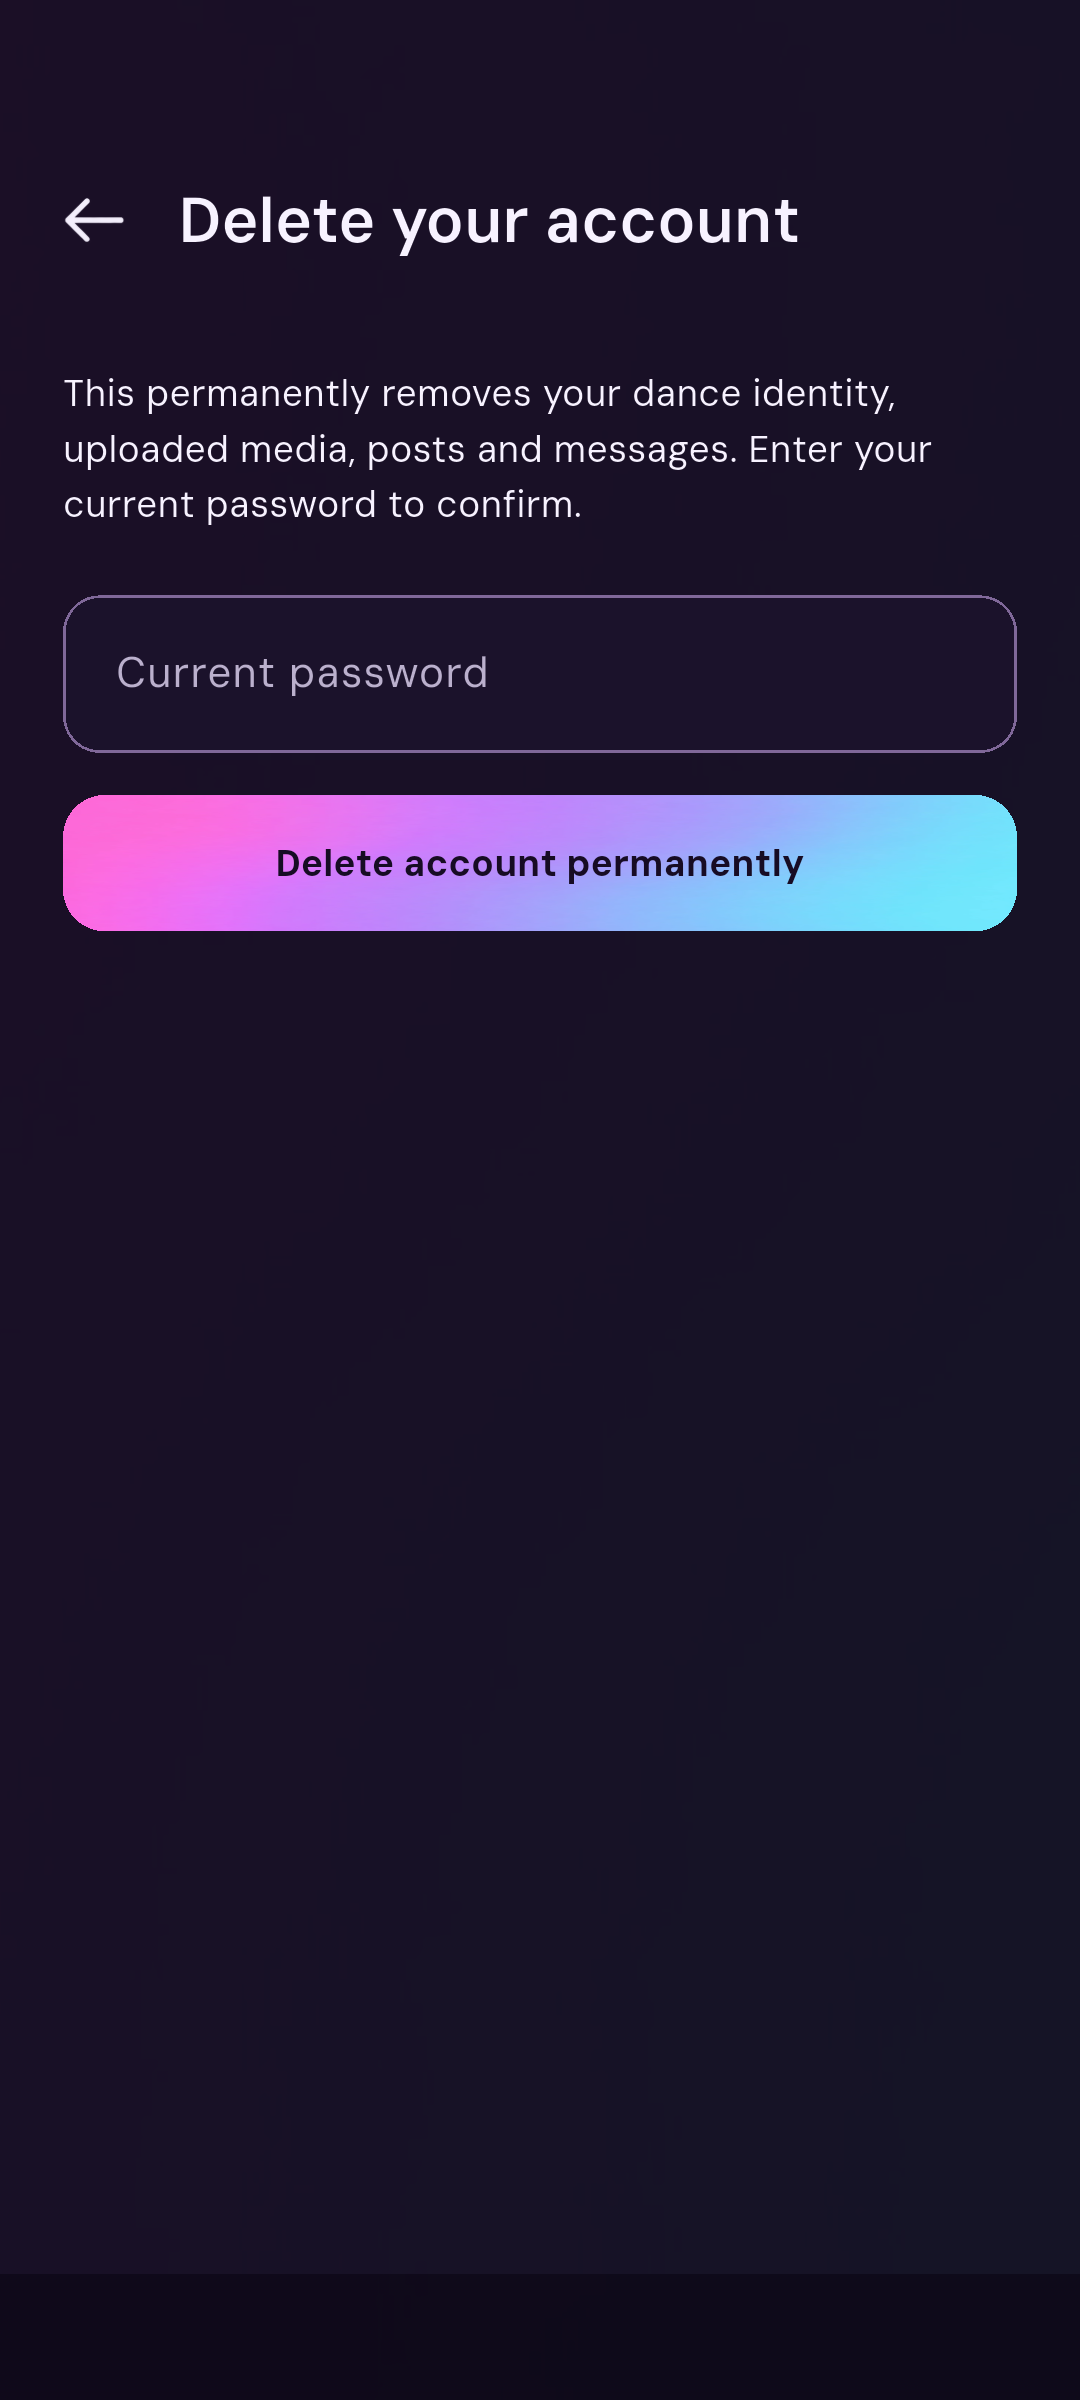 Delete your account
This permanently removes your dance identity,
uploaded media, posts and messages. Enter your
current password to confirm.
Current password
Delete account permanently